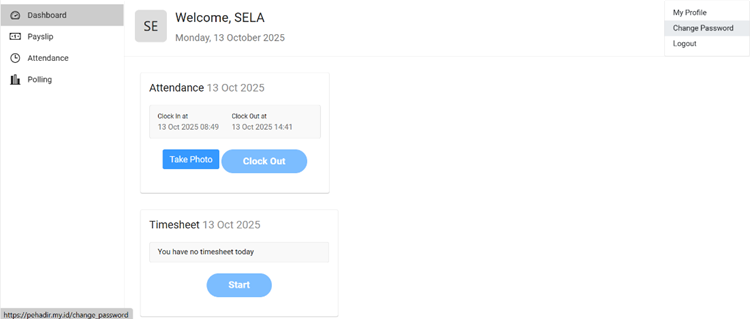 Dashboard
Payslip
Attendance
Polling
SE
Welcome, SELA
Monday, 13 October 2025
My Profile
Change Password
Logout
Attendance 13 Oct 2025
Clock In at Clock Out at
13 Oct 2025 08:49 13 Oct 2025 14:41
Take Photo Clock Out
Timesheet 13 Oct 2025
You have no timesheet today
Start
https://pehadir.my.id/change_password